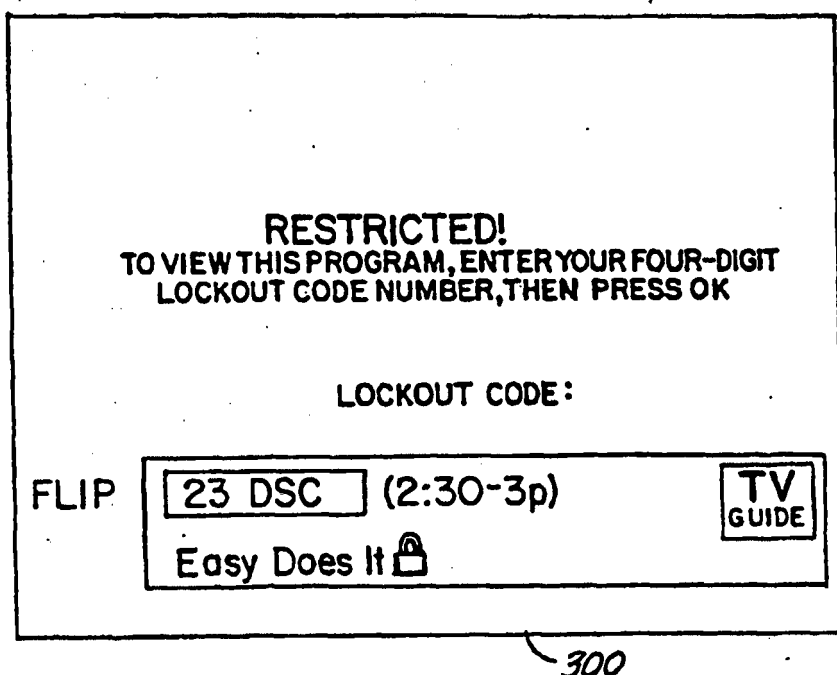 RESTRICTED!
TO VIEW THIS PROGRAM, ENTER YOUR FOUR-DIGIT
LOCKOUT CODE NUMBER, THEN PRESS OK
LOCKOUT CODE:
FLIP
23 DSC (2:30-3p)
TV
GUIDE
Easy Does It
300